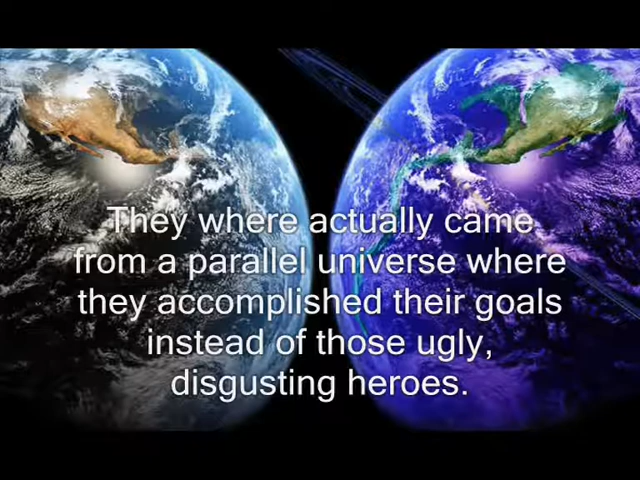 They where actually came
from a parallel universe where
they accomplished their goals
instead of those ugly,
disgusting heroes.